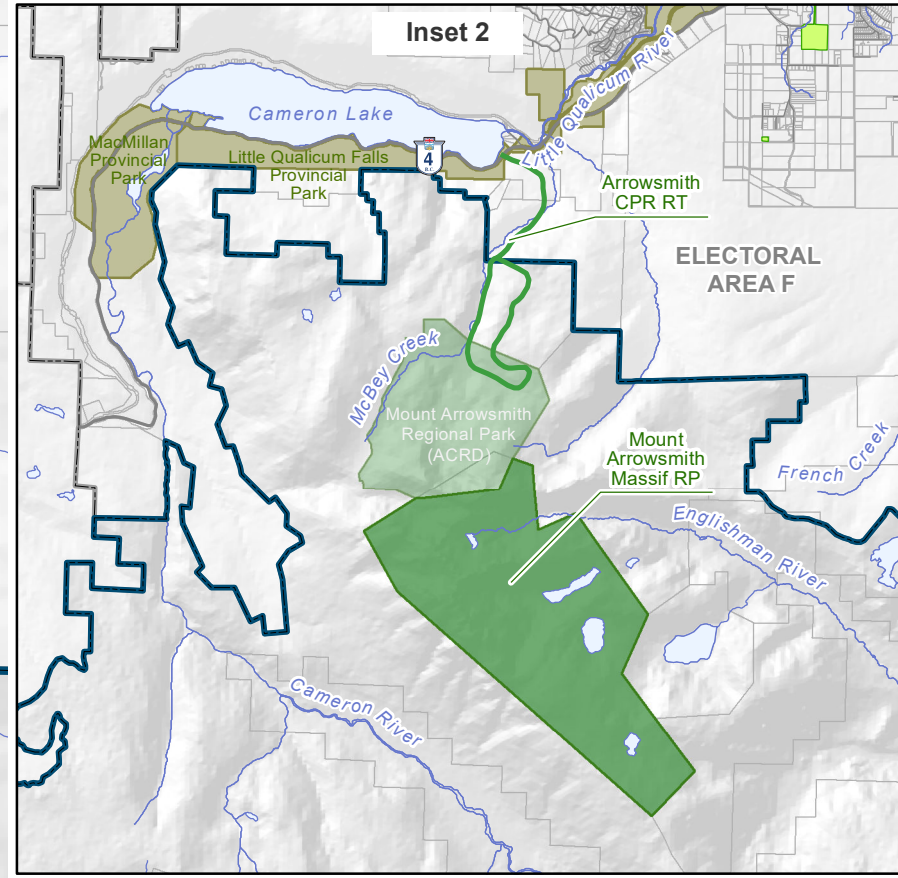 Inset 2
Cameron Lake
Little Qualicum River
MacMillan
Provincial
Park
Little Qualicum Falls
Provincial
Park
4
B.C.
Arrowsmith
CPR RT
ELECTORAL
AREA F
McBey Creek
Mount Arrowsmith
Regional Park
(ACRD)
Mount
Arrowsmith
Massif RP
French Creek
Englishman River
Cameron River